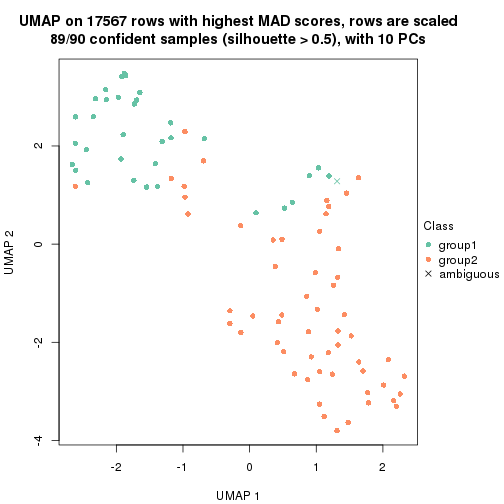 UMAP on 17567 rows with highest MAD scores, rows are scaled
89/90 confident samples (silhouette > 0.5), with 10 PCs
2
0
-2
-4
UMAP 2
-2
-1
0
1
2
UMAP 1
Class
group1
group2
ambiguous